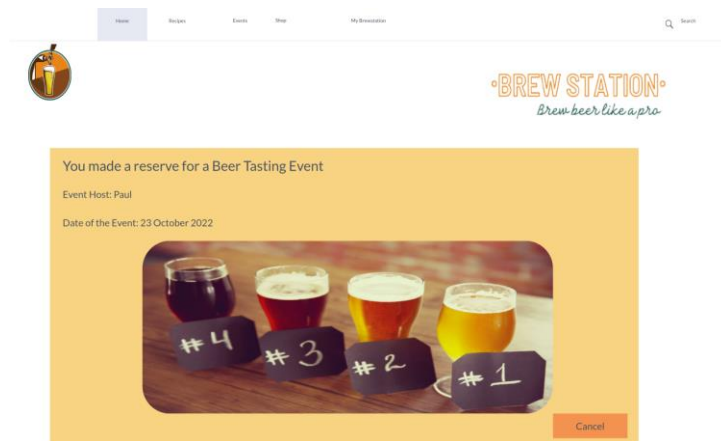 Home Recipes Events Shop My Brewstation Search
·BREW STATION·
Brew beer like a pro
You made a reserve for a Beer Tasting Event
Event Host: Paul
Date of the Event: 23 October 2022
#4 #3 #2 #1
Cancel